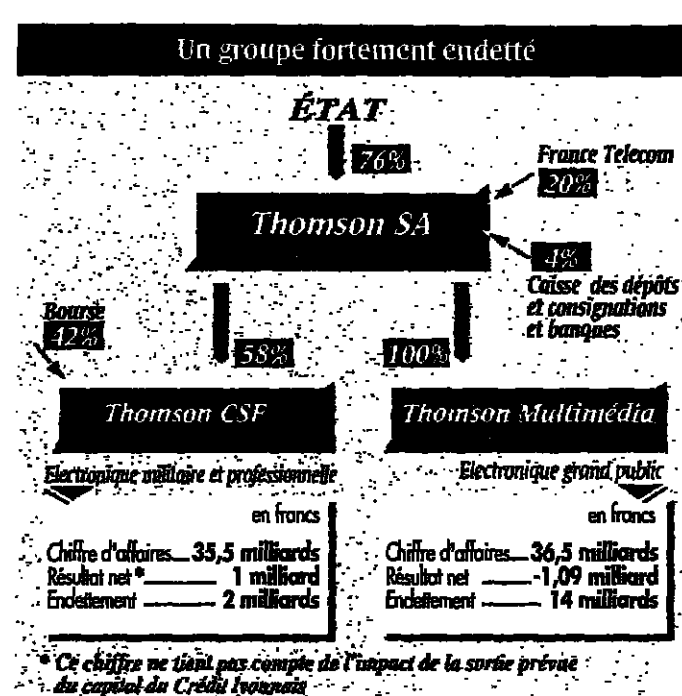 Un groupe fortement endetté
ÉTAT
76%
France Telecom
20%
Thomson SA
4%
Caisse des dépôts
et consignations
et banques
Bourse
42%
58%
100%
Thomson CSF
Electronique militaire et professionnelle
en francs
Chiffre d'affaires 35,5 milliards
Résultat net * 1 milliard
Endettement 2 milliards
Thomson Multimédia
Electronique grand public
en francs
Chiffre d'affaires 36,5 milliards
Résultat net -1,09 milliard
Endettement 14 milliards
* Ce chiffre ne tient pas compte de l'impact de la sortie prévue
du capital du Crédit lyonnais